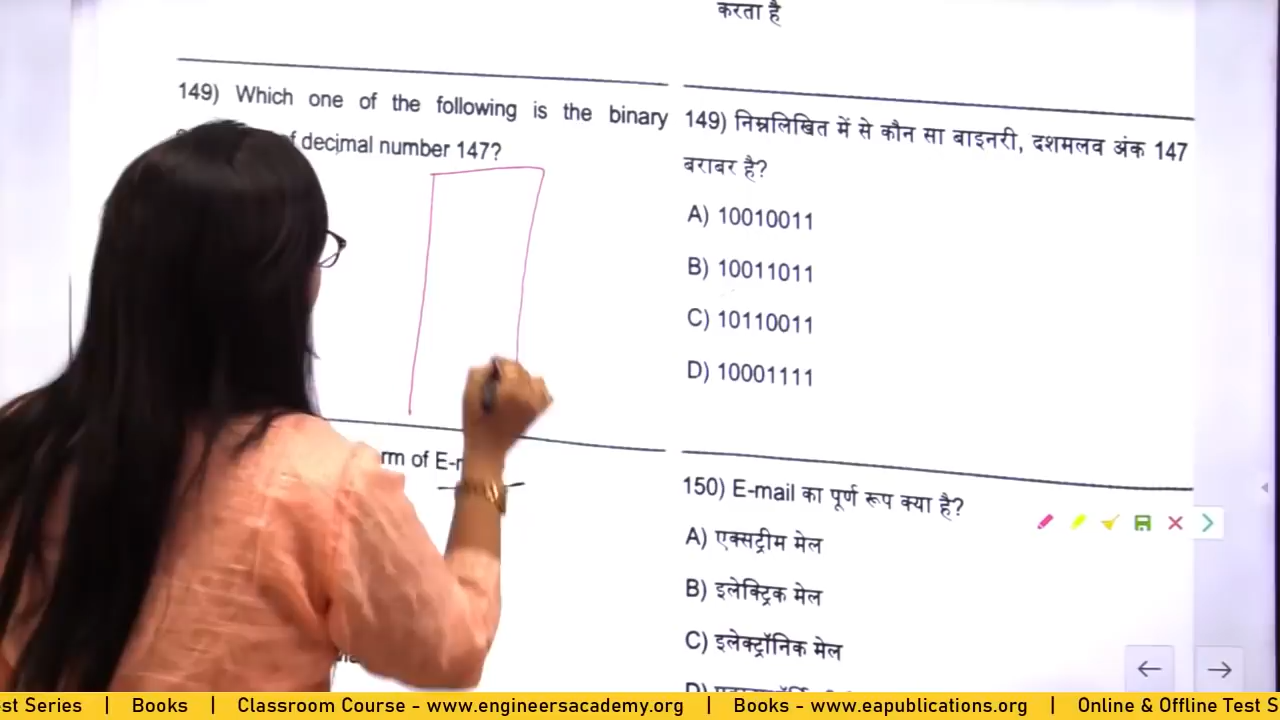 करता है
149) Which one of the following is the binary
of decimal number 147?
149) निम्नलिखित में से कौन सा बाइनरी, दशमलव अंक 147
बराबर है?
A) 10010011
B) 10011011
C) 10110011
D) 10001111
rm of E-
150) E-mail का पूर्ण रूप क्या है?
A) एक्सट्रीम मेल
B) इलेक्ट्रिक मेल
C) इलेक्ट्रॉनिक मेल
D)
st Series | Books | Classroom Course - www.engineersacademy.org | Books - www.eapublications.org | Online & Offline Test S